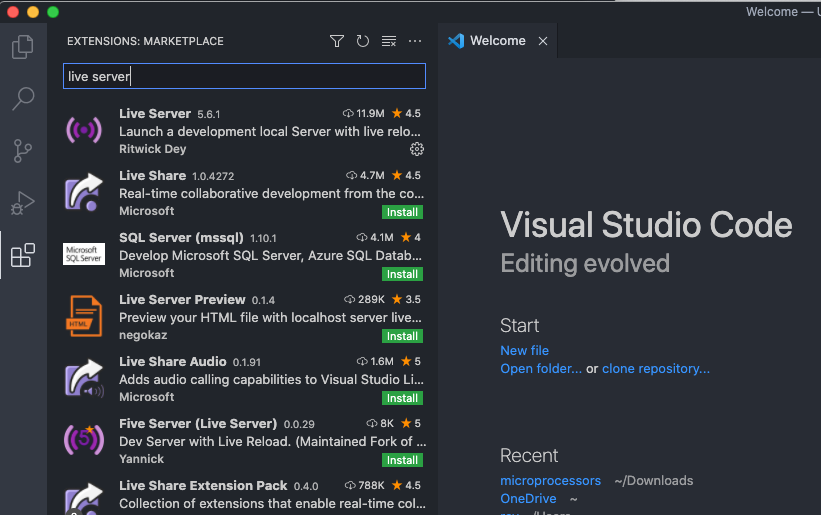 Welcome —
EXTENSIONS: MARKETPLACE
Welcome
live server
Live Server 5.6.1 11.9M 4.5
Launch a development local Server with live relo...
Ritwick Dey
Live Share 1.0.4272 4.7M 4.5
Real-time collaborative development from the co...
Microsoft Install
Microsoft
SQL Server
SQL Server (mssql) 1.10.1 4.1M 4
Develop Microsoft SQL Server, Azure SQL Datab...
Microsoft Install
HTML
Live Server Preview 0.1.4 289K 3.5
Preview your HTML file with localhost server live...
negokaz Install
Live Share Audio 0.1.91 1.6M 5
Adds audio calling capabilities to Visual Studio Li...
Microsoft Install
5
Five Server (Live Server) 0.0.29 8K 5
Dev Server with Live Reload. (Maintained Fork of ...
Yannick Install
Live Share Extension Pack 0.4.0 788K 4.5
Collection of extensions that enable real-time col...
Visual Studio Code
Editing evolved
Start
New file
Open folder... or clone repository...
Recent
microprocessors ~/Downloads
OneDrive ~